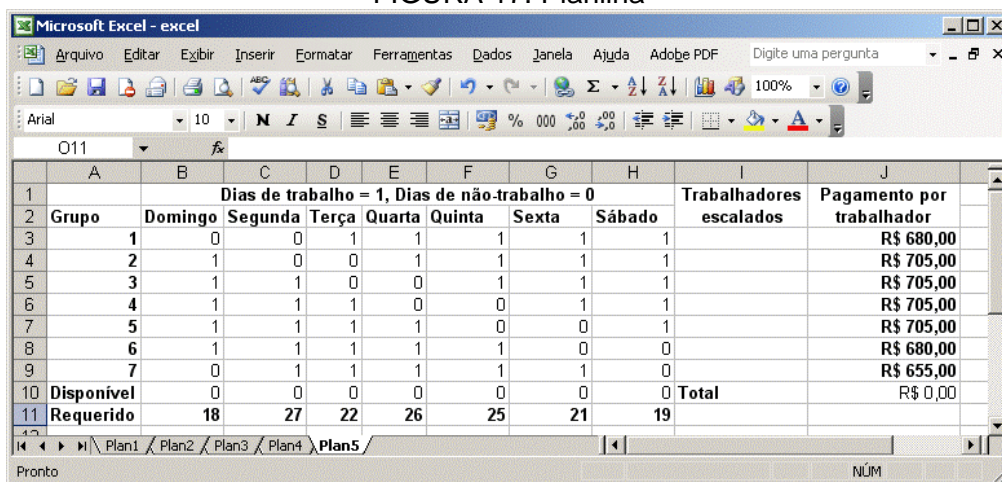 FIGURA 17: Planilha
Microsoft Excel - excel
Arquivo Editar Exibir Inserir Formatar Ferramentas Dados Janela Ajuda Adobe PDF Digite uma pergunta
100%
Arial 10 N I S % 000
O11 fx
A B C D E F G H I J
1 Dias de trabalho = 1, Dias de não-trabalho = 0 Trabalhadores Pagamento por
2 Grupo Domingo Segunda Terça Quarta Quinta Sexta Sábado escalados trabalhador
3 1 0 0 1 1 1 1 1 R$ 680,00
4 2 1 0 0 1 1 1 1 R$ 705,00
5 3 1 1 0 0 1 1 1 R$ 705,00
6 4 1 1 1 0 0 1 1 R$ 705,00
7 5 1 1 1 1 0 0 1 R$ 705,00
8 6 1 1 1 1 1 0 0 R$ 680,00
9 7 0 1 1 1 1 1 0 R$ 655,00
10 Disponível 0 0 0 0 0 0 0 Total R$ 0,00
11 Requerido 18 27 22 26 25 21 19
Plan1 Plan2 Plan3 Plan4 Plan5
Pronto NÚM